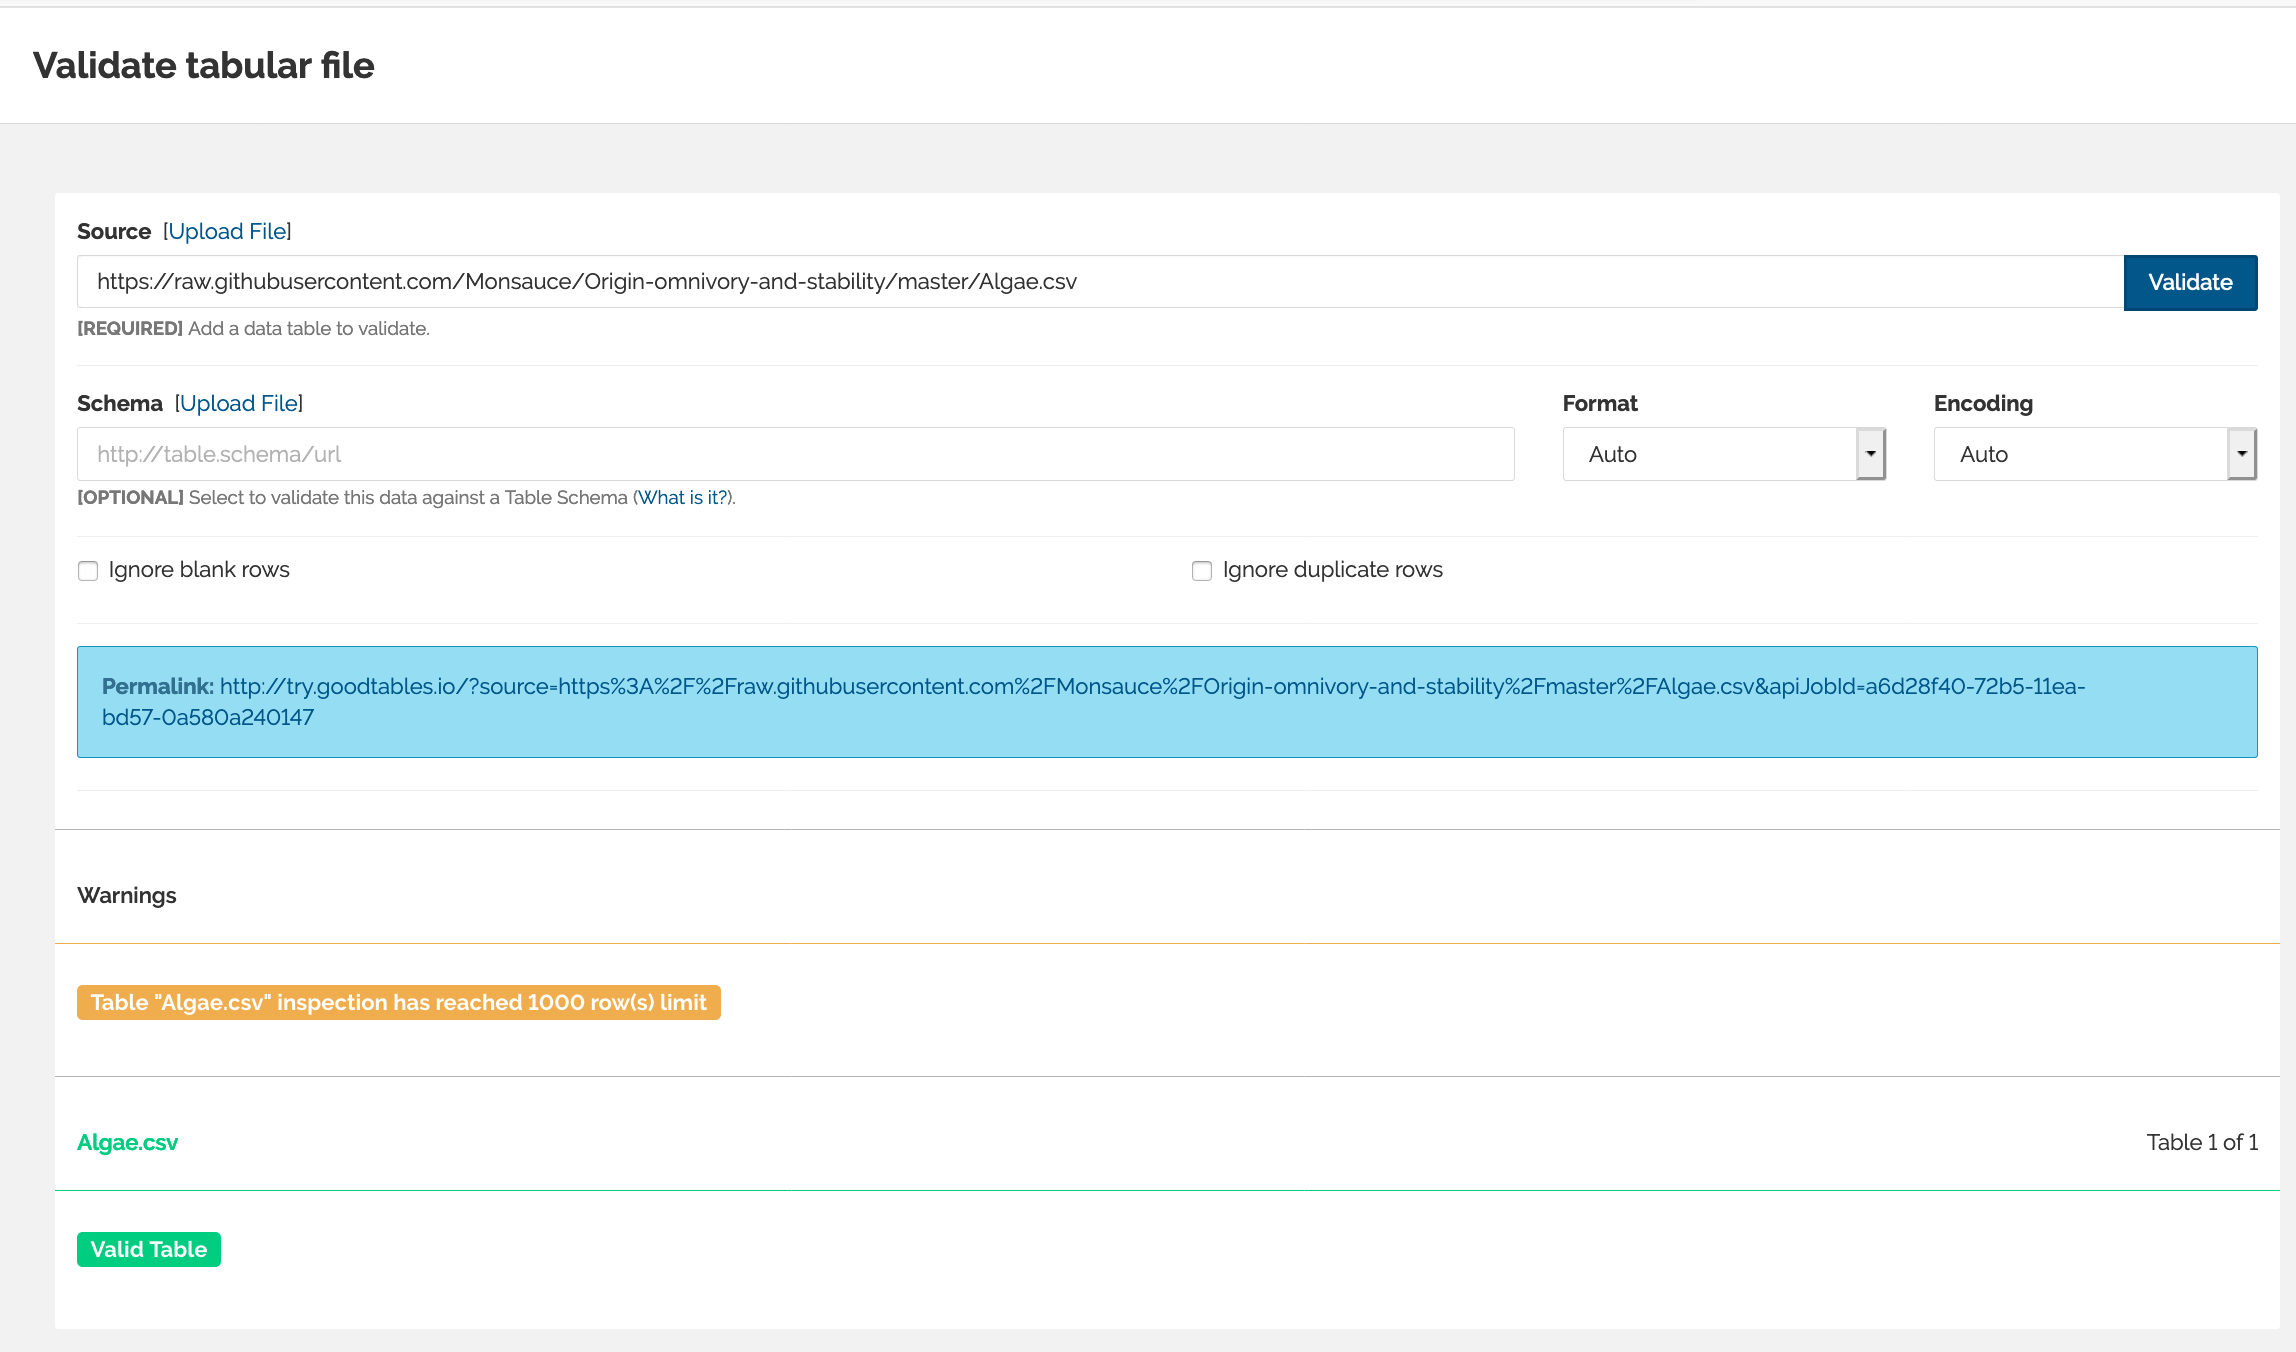 Validate tabular file
Source [Upload File]
https://raw.githubusercontent.com/Monsauce/Origin-omnivory-and-stability/master/Algae.csv
Validate
[REQUIRED] Add a data table to validate.
Schema [Upload File]
Format
Encoding
http://table.schema/url
Auto
Auto
[OPTIONAL] Select to validate this data against a Table Schema (What is it?).
Ignore blank rows
Ignore duplicate rows
Permalink: http://try.goodtables.io/?source=https%3A%2F%2Fraw.githubusercontent.com%2FMonsauce%2FOrigin-omnivory-and-stability%2Fmaster%2FAlgae.csv&apiJobId=a6d28f40-72b5-11ea-
bd57-0a580a240147
Warnings
Table "Algae.csv" inspection has reached 1000 row(s) limit
Algae.csv
Table 1 of 1
Valid Table